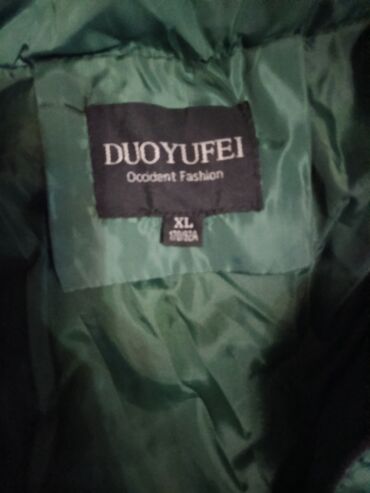 DUOYUFEI
Occident Fashion
XL
170/92A